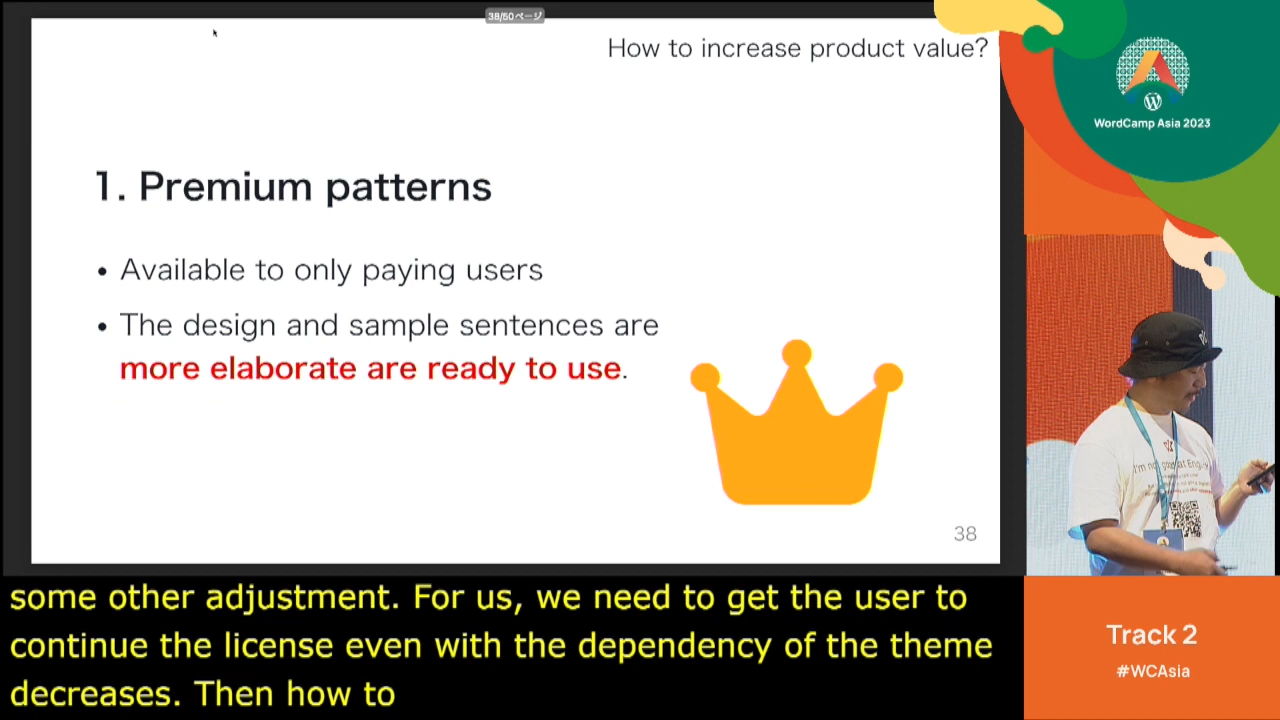 38/50ページ
How to increase product value?
1. Premium patterns
• Available to only paying users
• The design and sample sentences are
more elaborate are ready to use.
38
WordCamp Asia 2023
I'm not
at Eng
some other adjustment. For us, we need to get the user to
continue the license even with the dependency of the theme
decreases. Then how to
Track 2
#WCAsia